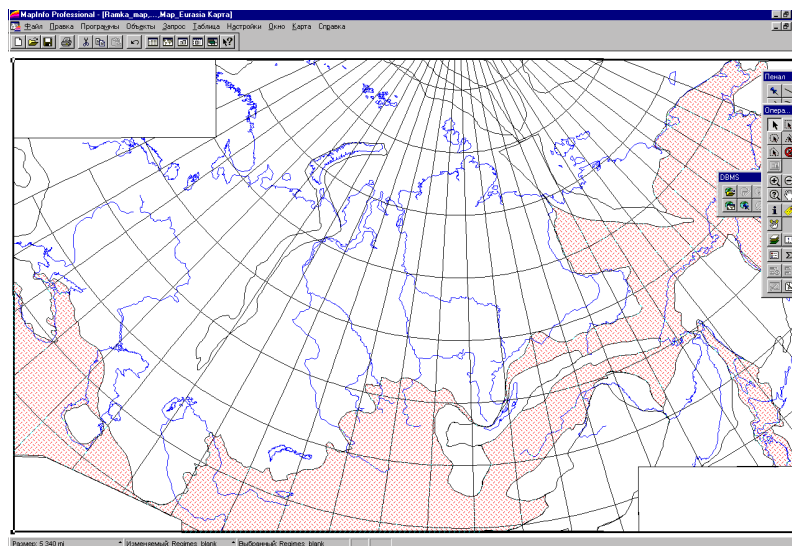 MapInfo Professional - [Ramka_map,...,Map_Eurasia Карта]
Файл Правка Программы Объекты Запрос Таблица Настройки Окно Карта Справка
Пенал
Опера...
DBMS
Размер: 5 340 mi Изменяемый: Regimes_blank Выбранный: Regimes_blank